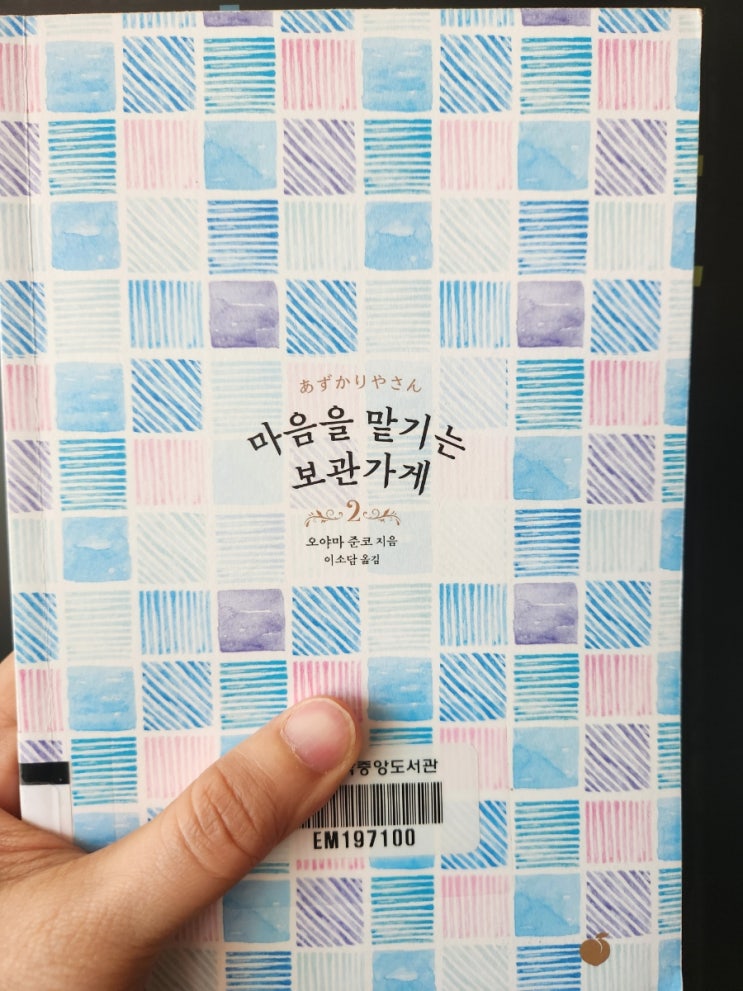 あずかりやさん
마음을 맡기는
보관가게
2
오야마 준코 지음
이소담 옮김
중앙도서관
EM197100